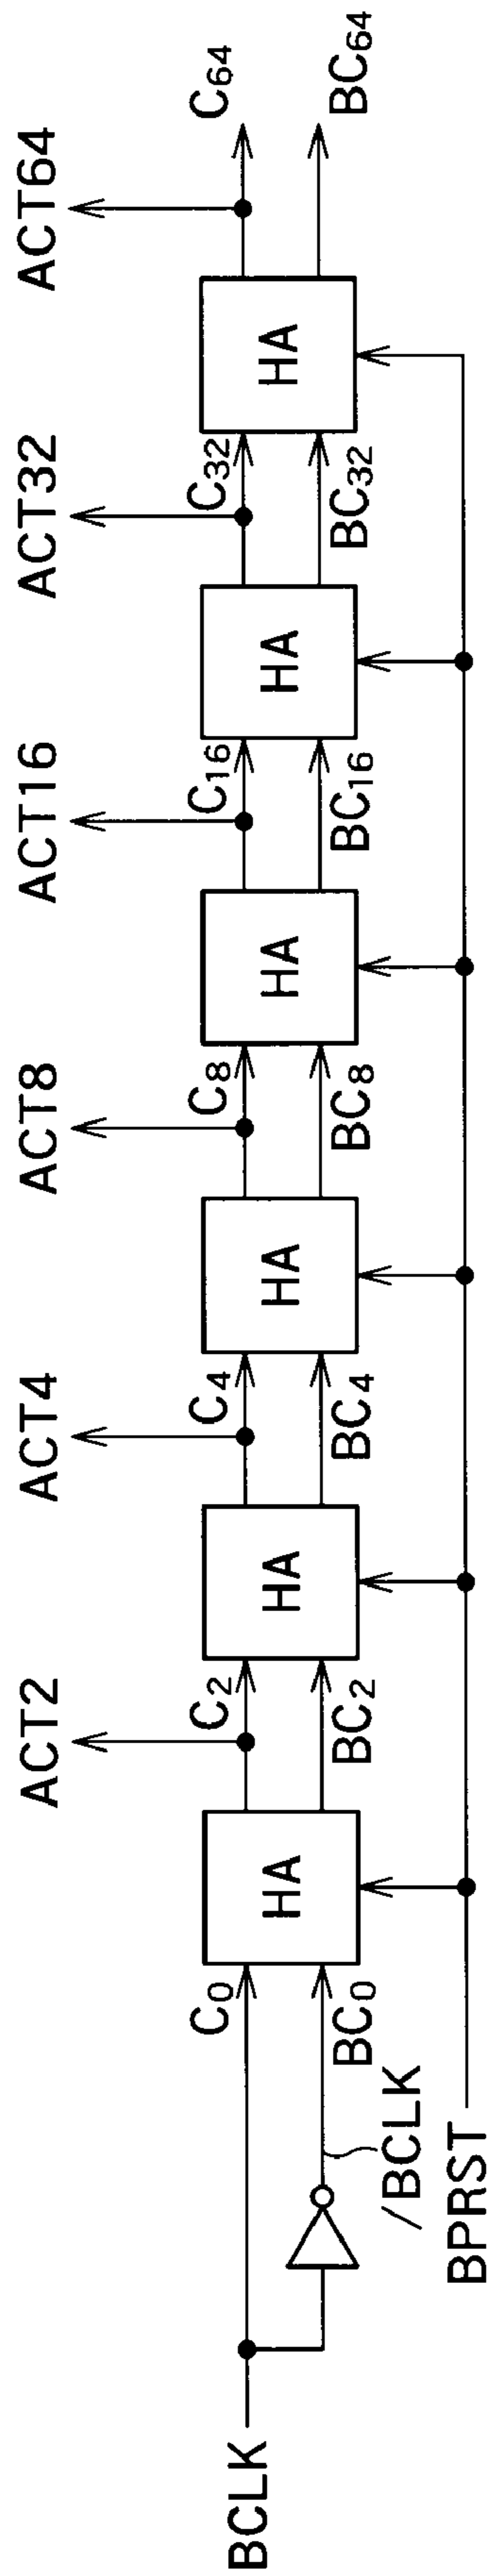 ACT2 ACT4 ACT8 ACT16 ACT32 ACT64
C₀ C₂ C₄ C₈ C₁₆ C₃₂ C₆₄
BCLK
HA HA HA HA HA HA
BC₀ BC₂ BC₄ BC₈ BC₁₆ BC₃₂ BC₆₄
/BCLK
BPRST